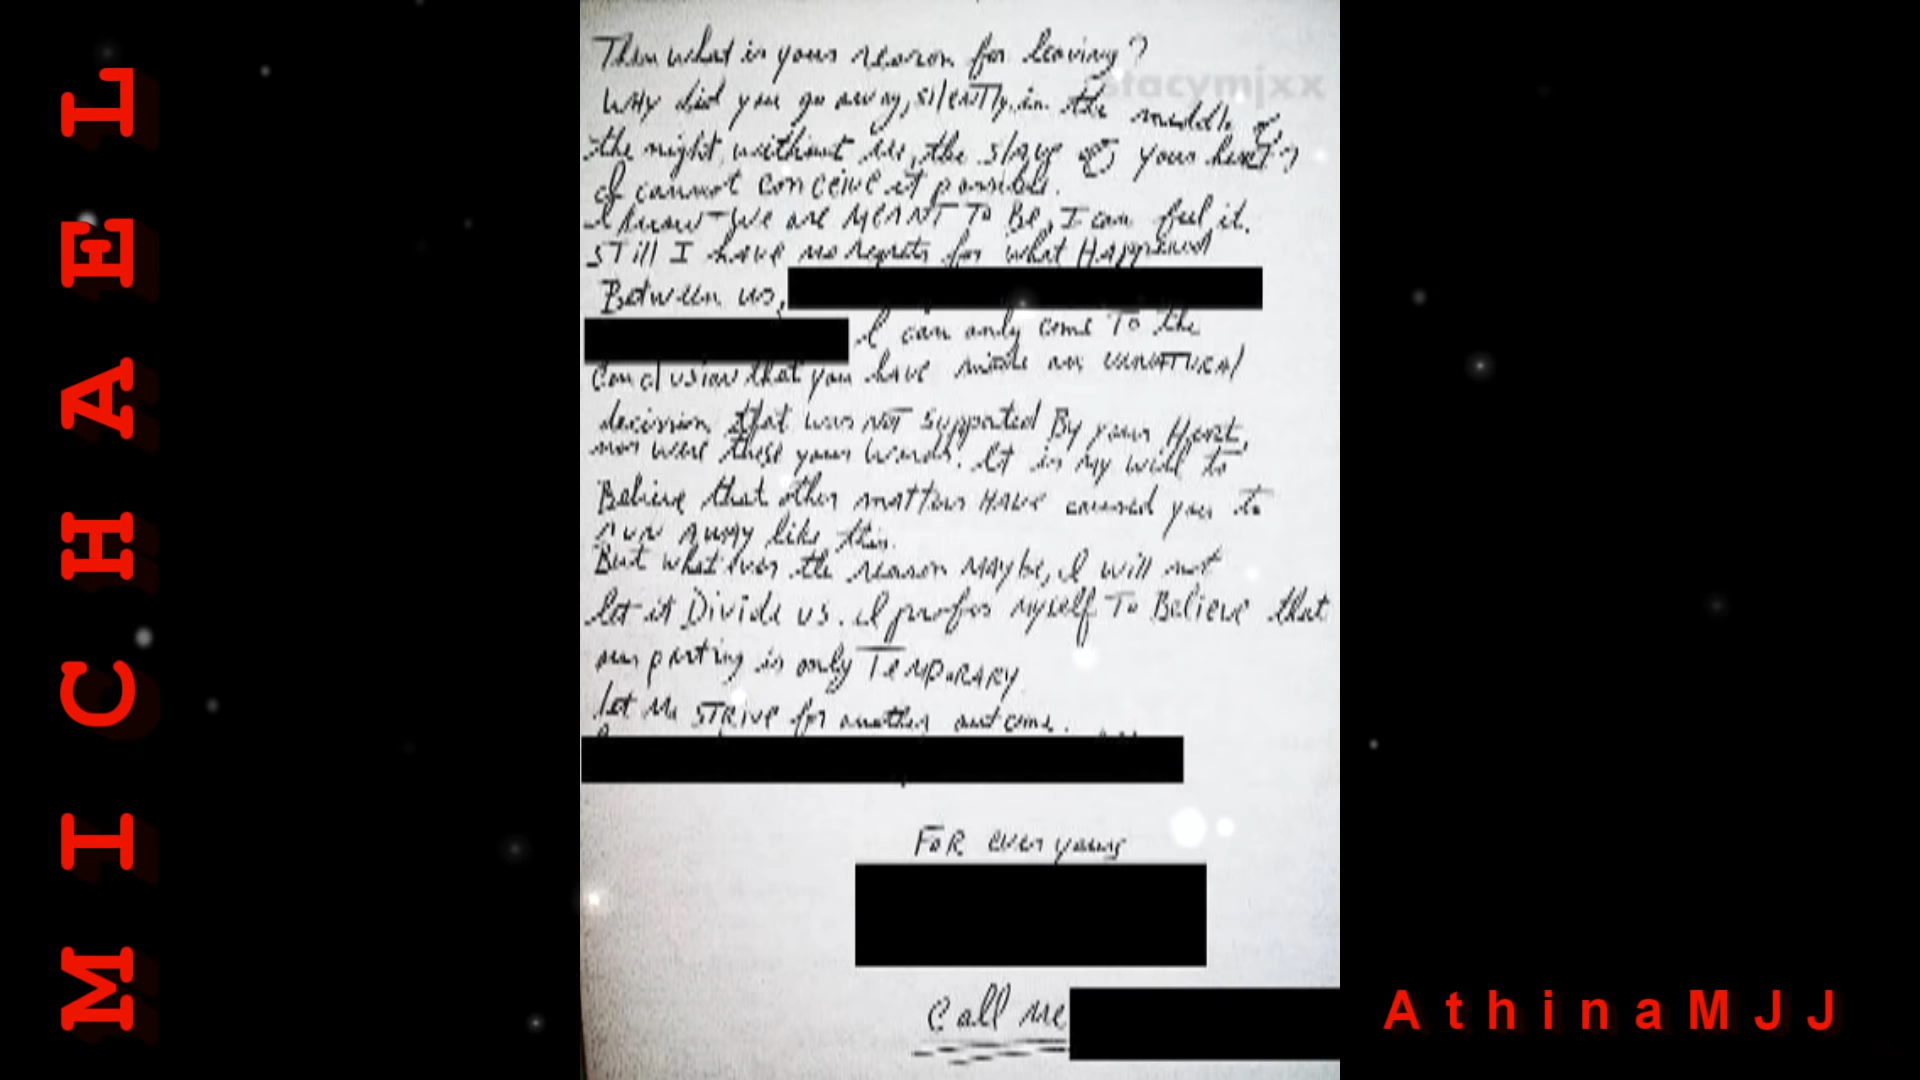 MICHAEL
stacymjxx
Then what is your reason for leaving?
WHY did you go away, SILENTLY, in the middle of
the night, without me, the SLAVE of your heart?
I cannot conceive it possible.
I know - We are MEANT TO Be, I can feel it.
STill I have no regrets for what HAppened
Between us,
I can only come To the
Conclusion that you have made an UNNATURAl
decision that was NOT Supported By your Heart,
nor were these your words. It is my will to
Believe that other matters HAVE caused you to
run AWAY like this.
But what ever the reason MAYbe, I will not
let it Divide us. I prefer myself To Believe that
our parting is only TeMPoRARY
let Me STRIVE for another outcome.
FoR ever yours
Call Me
AthinaMJJ